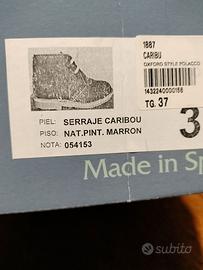 1887
CARIBU
OXFORD STYLE POLACCO
1432240000156
TG. 37
PIEL: SERRAJE CARIBOU
PISO: NAT.PINT. MARRON
NOTA: 054153
3
Made in Sp
subito